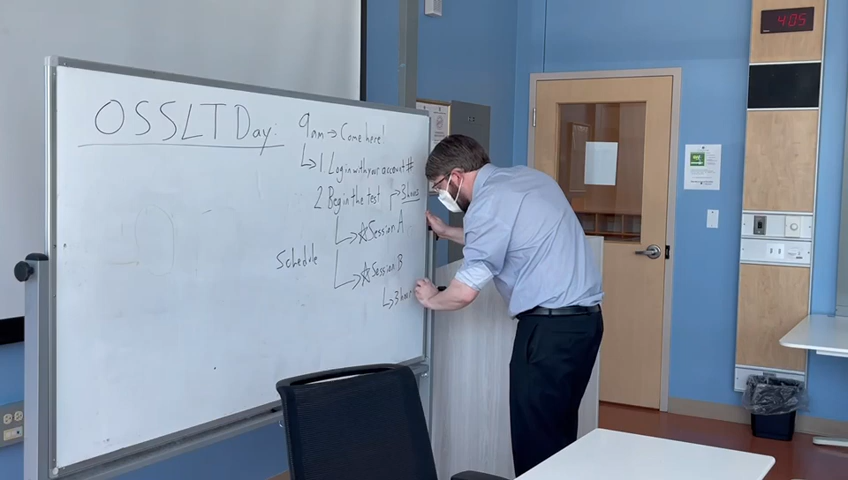 OSSLT Day:
9am → Come here!
↳ 1. Login with your account #
2. Begin the test ↱ 3 hours
↳ ☆ Session A
Schedule
↳ ☆ Session B
↳ 3 hour
4:05